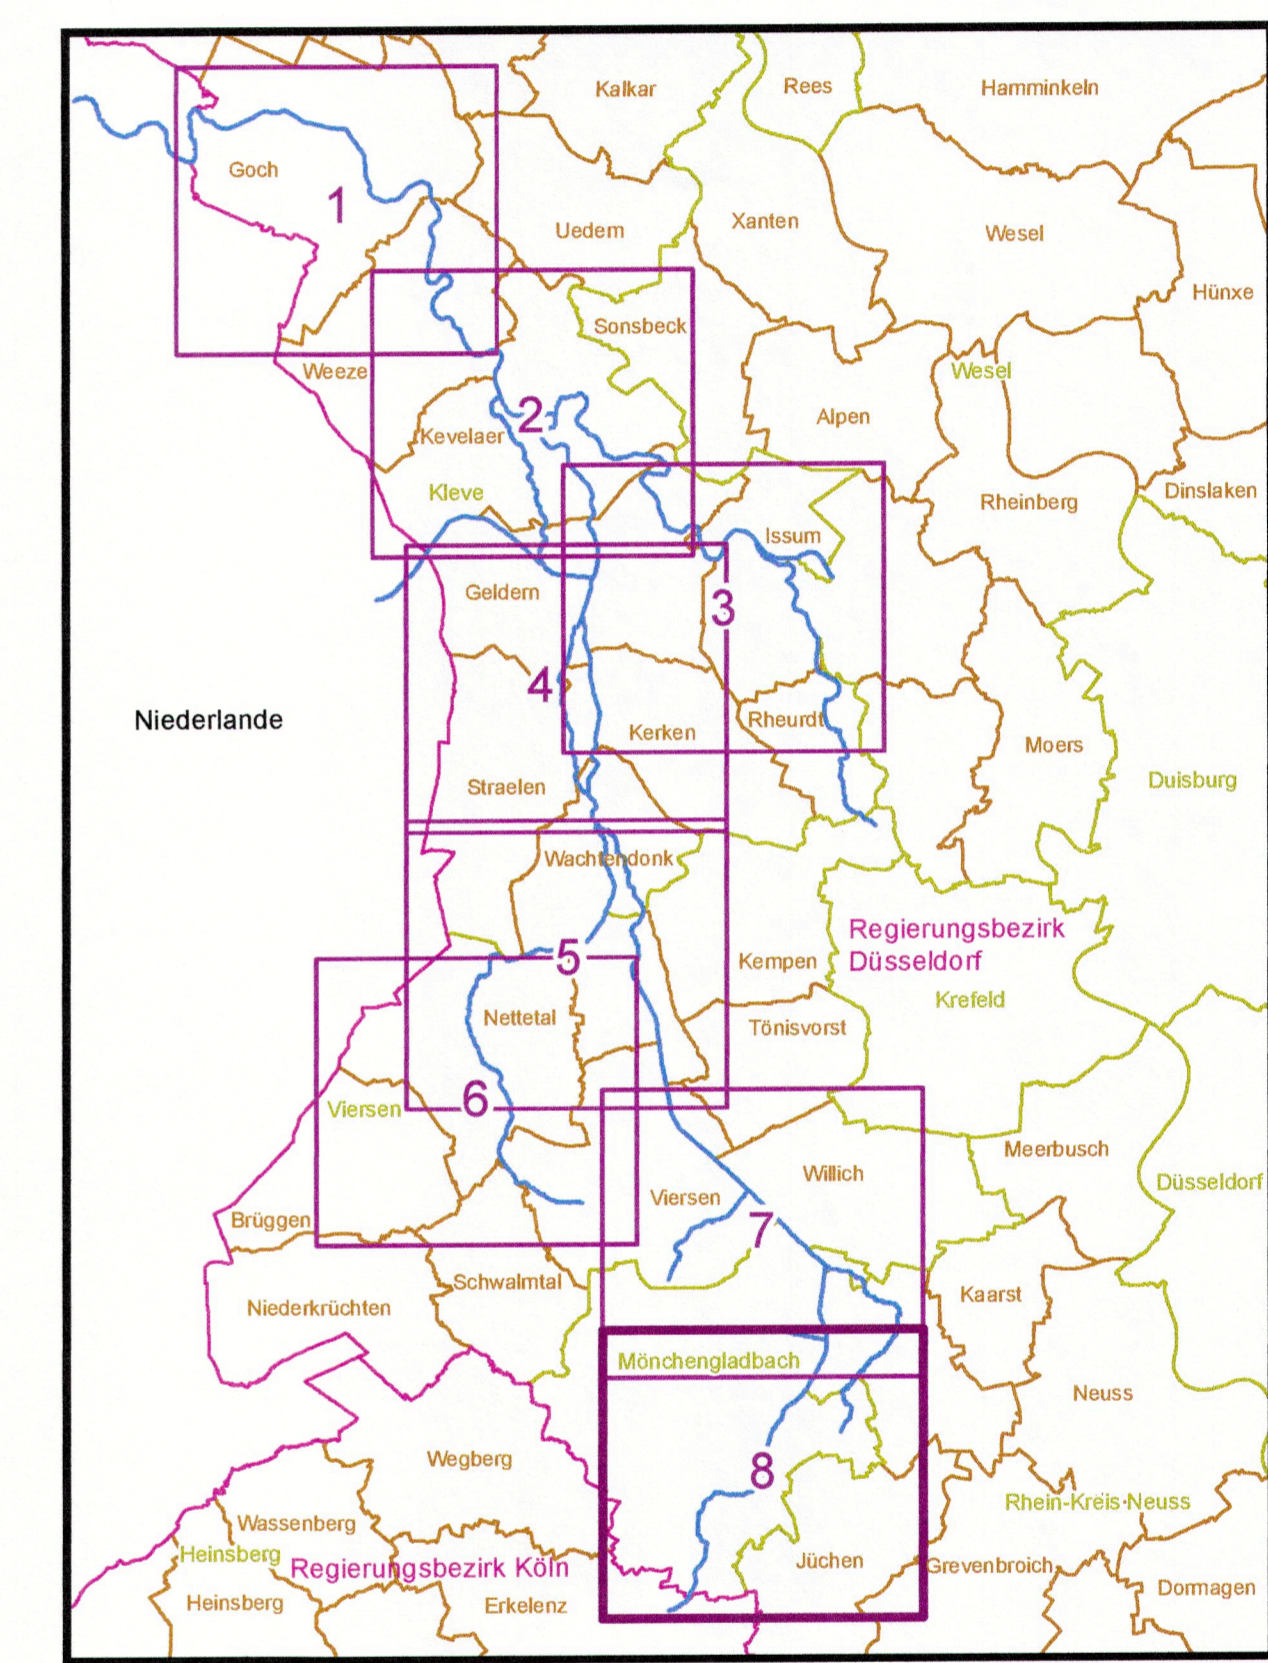 Kalkar
Rees
Hamminkeln
Goch
1
Uedem
Xanten
Wesel
Hünxe
Sonsbeck
Weeze
Wesel
2
Alpen
Kevelaer
Kleve
Rheinberg
Dinslaken
Issum
Geldern
3
4
Niederlande
Rheurdt
Kerken
Moers
Straelen
Duisburg
Wachtendonk
Regierungsbezirk
Düsseldorf
5
Kempen
Krefeld
Nettetal
Tönisvorst
6
Viersen
Meerbusch
Willich
Düsseldorf
Viersen
Brüggen
7
Schwalmtal
Kaarst
Niederkrüchten
Mönchengladbach
Neuss
Wegberg
8
Rhein-Kreis-Neuss
Wassenberg
Heinsberg
Regierungsbezirk Köln
Jüchen
Grevenbroich
Dormagen
Heinsberg
Erkelenz